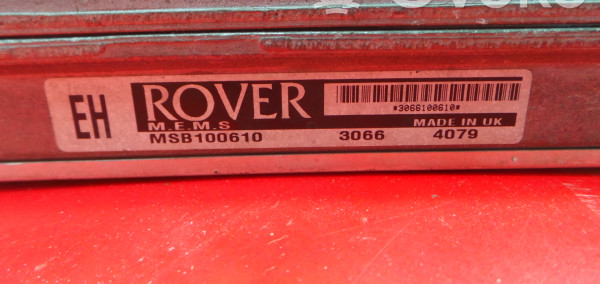 EH
ROVER
M.E.M.S
*3066100610*
MADE IN UK
MSB100610 3066 4079